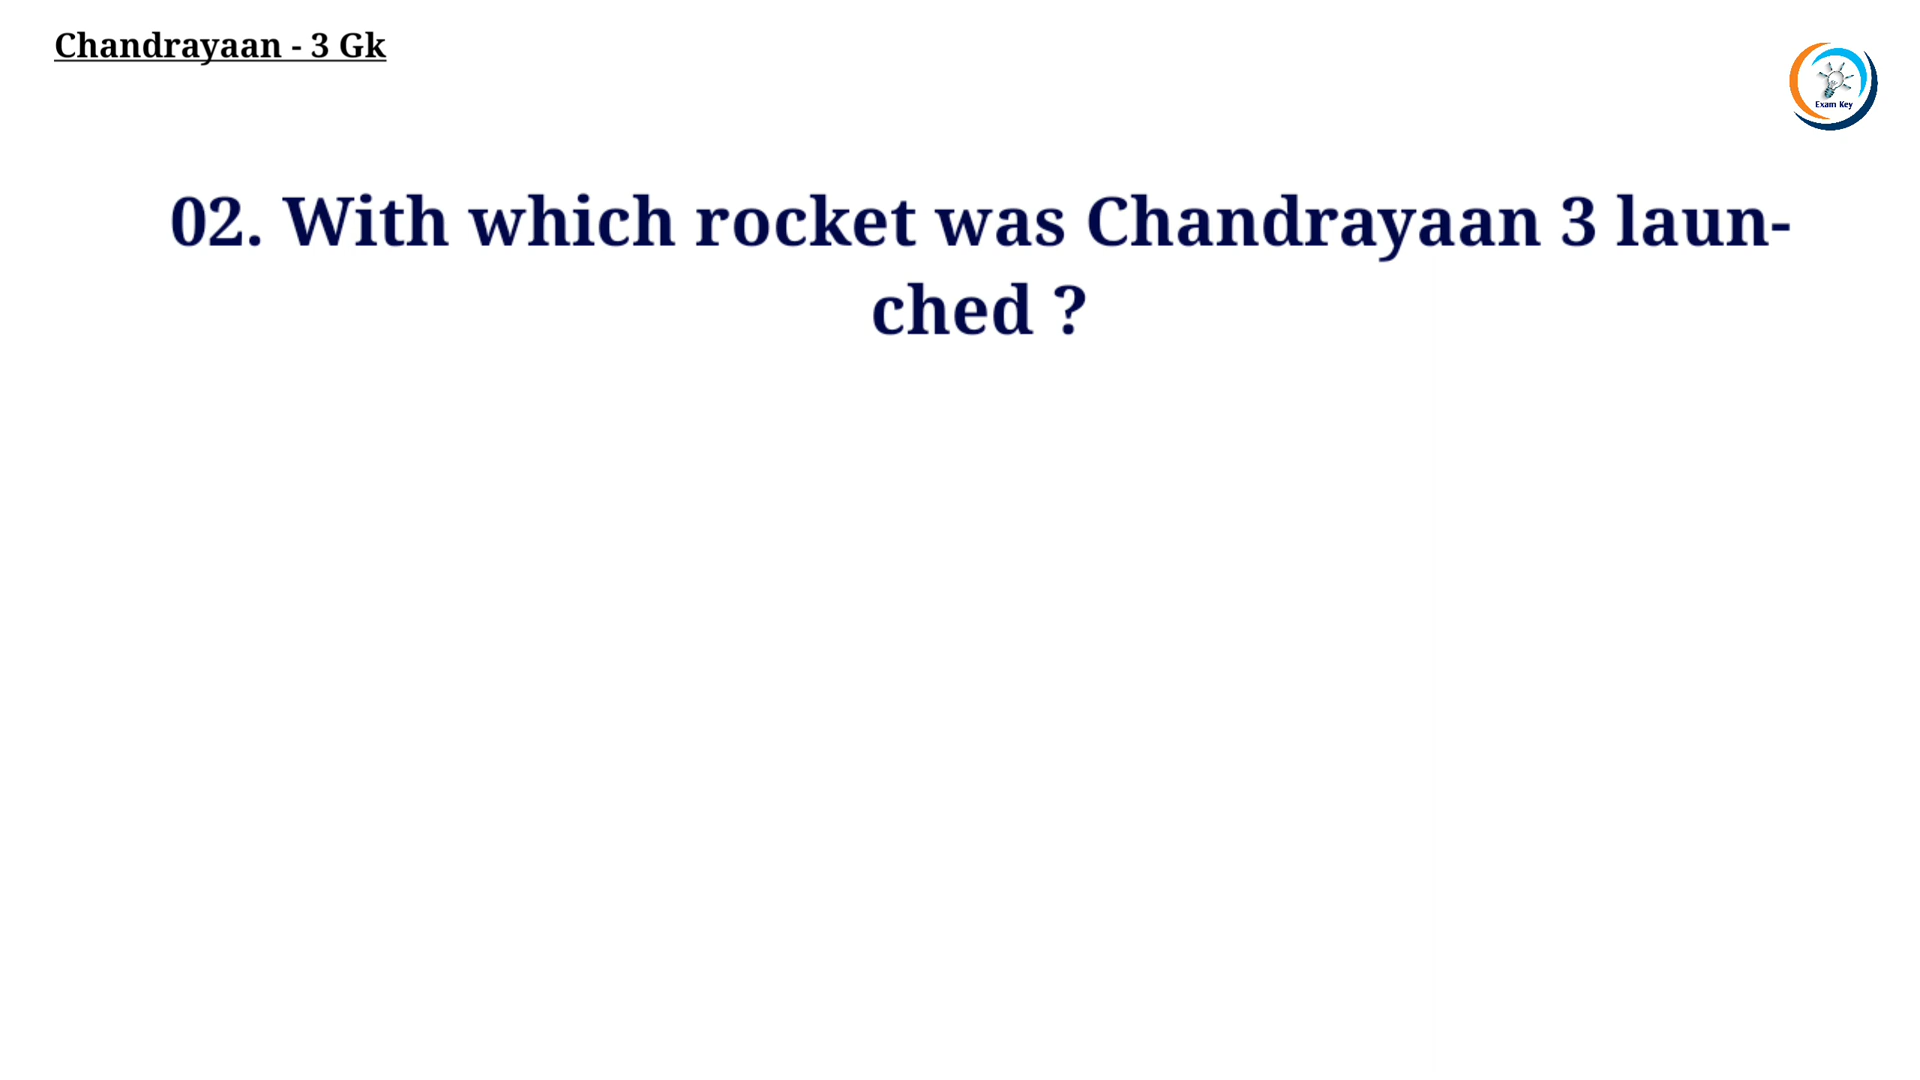 Chandrayaan - 3 Gk
Exam Key
02. With which rocket was Chandrayaan 3 laun-
ched ?